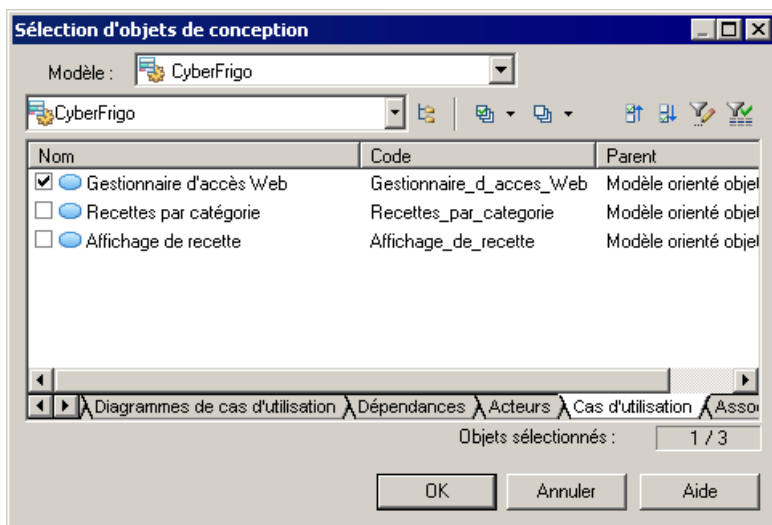 Sélection d'objets de conception
Modèle : CyberFrigo
CyberFrigo
Nom Code Parent
Gestionnaire d'accès Web Gestionnaire_d_acces_Web Modèle orienté objet
Recettes par catégorie Recettes_par_categorie Modèle orienté objet
Affichage de recette Affichage_de_recette Modèle orienté objet
Diagrammes de cas d'utilisation Dépendances Acteurs Cas d'utilisation Asso
Objets sélectionnés : 1 / 3
OK Annuler Aide